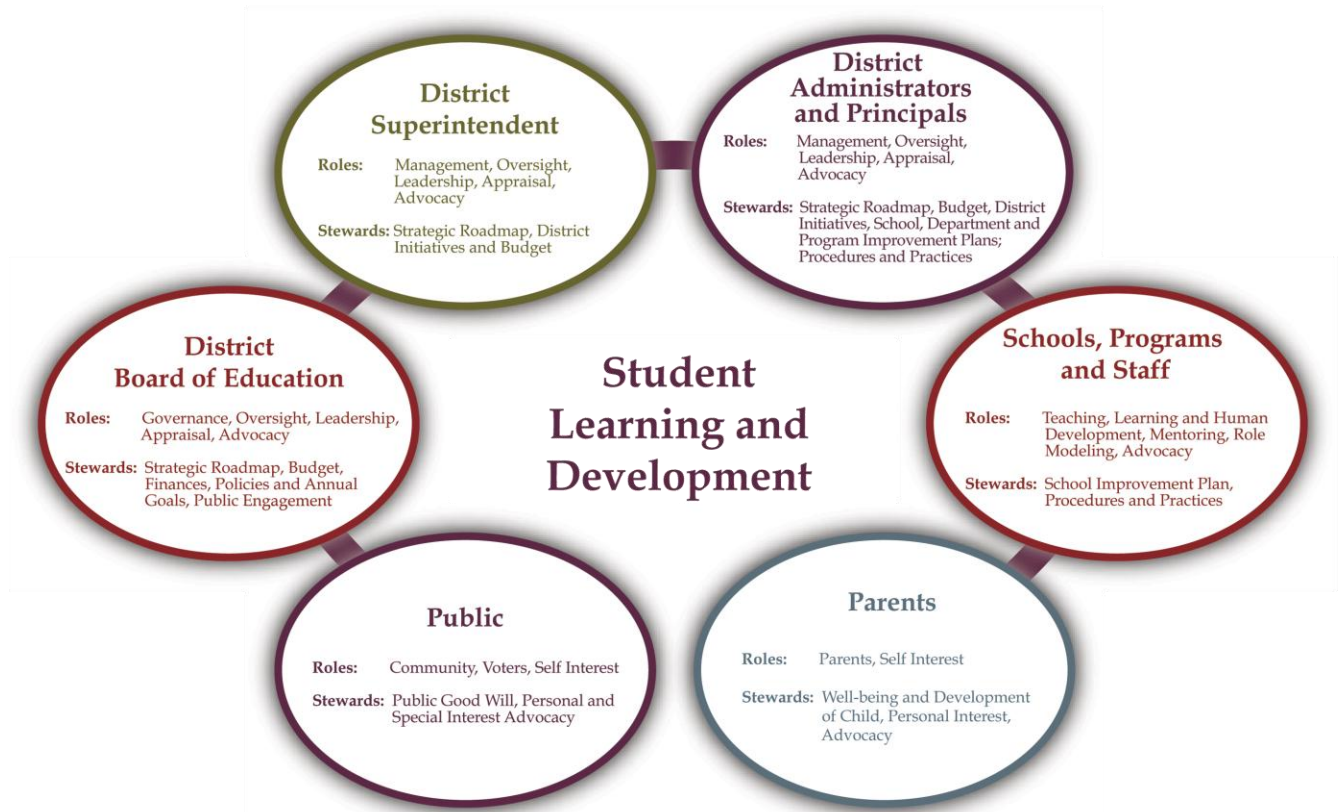 District
Superintendent
Roles: Management, Oversight,
Leadership, Appraisal,
Advocacy
Stewards: Strategic Roadmap, District
Initiatives and Budget
District
Administrators
and Principals
Roles: Management, Oversight,
Leadership, Appraisal,
Advocacy
Stewards: Strategic Roadmap, Budget, District
Initiatives, School, Department and
Program Improvement Plans;
Procedures and Practices
District
Board of Education
Roles: Governance, Oversight, Leadership,
Appraisal, Advocacy
Stewards: Strategic Roadmap, Budget,
Finances, Policies and Annual
Goals, Public Engagement
Student
Learning and
Development
Schools, Programs
and Staff
Roles: Teaching, Learning and Human
Development, Mentoring, Role
Modeling, Advocacy
Stewards: School Improvement Plan,
Procedures and Practices
Public
Roles: Community, Voters, Self Interest
Stewards: Public Good Will, Personal and
Special Interest Advocacy
Parents
Roles: Parents, Self Interest
Stewards: Well-being and Development
of Child, Personal Interest,
Advocacy